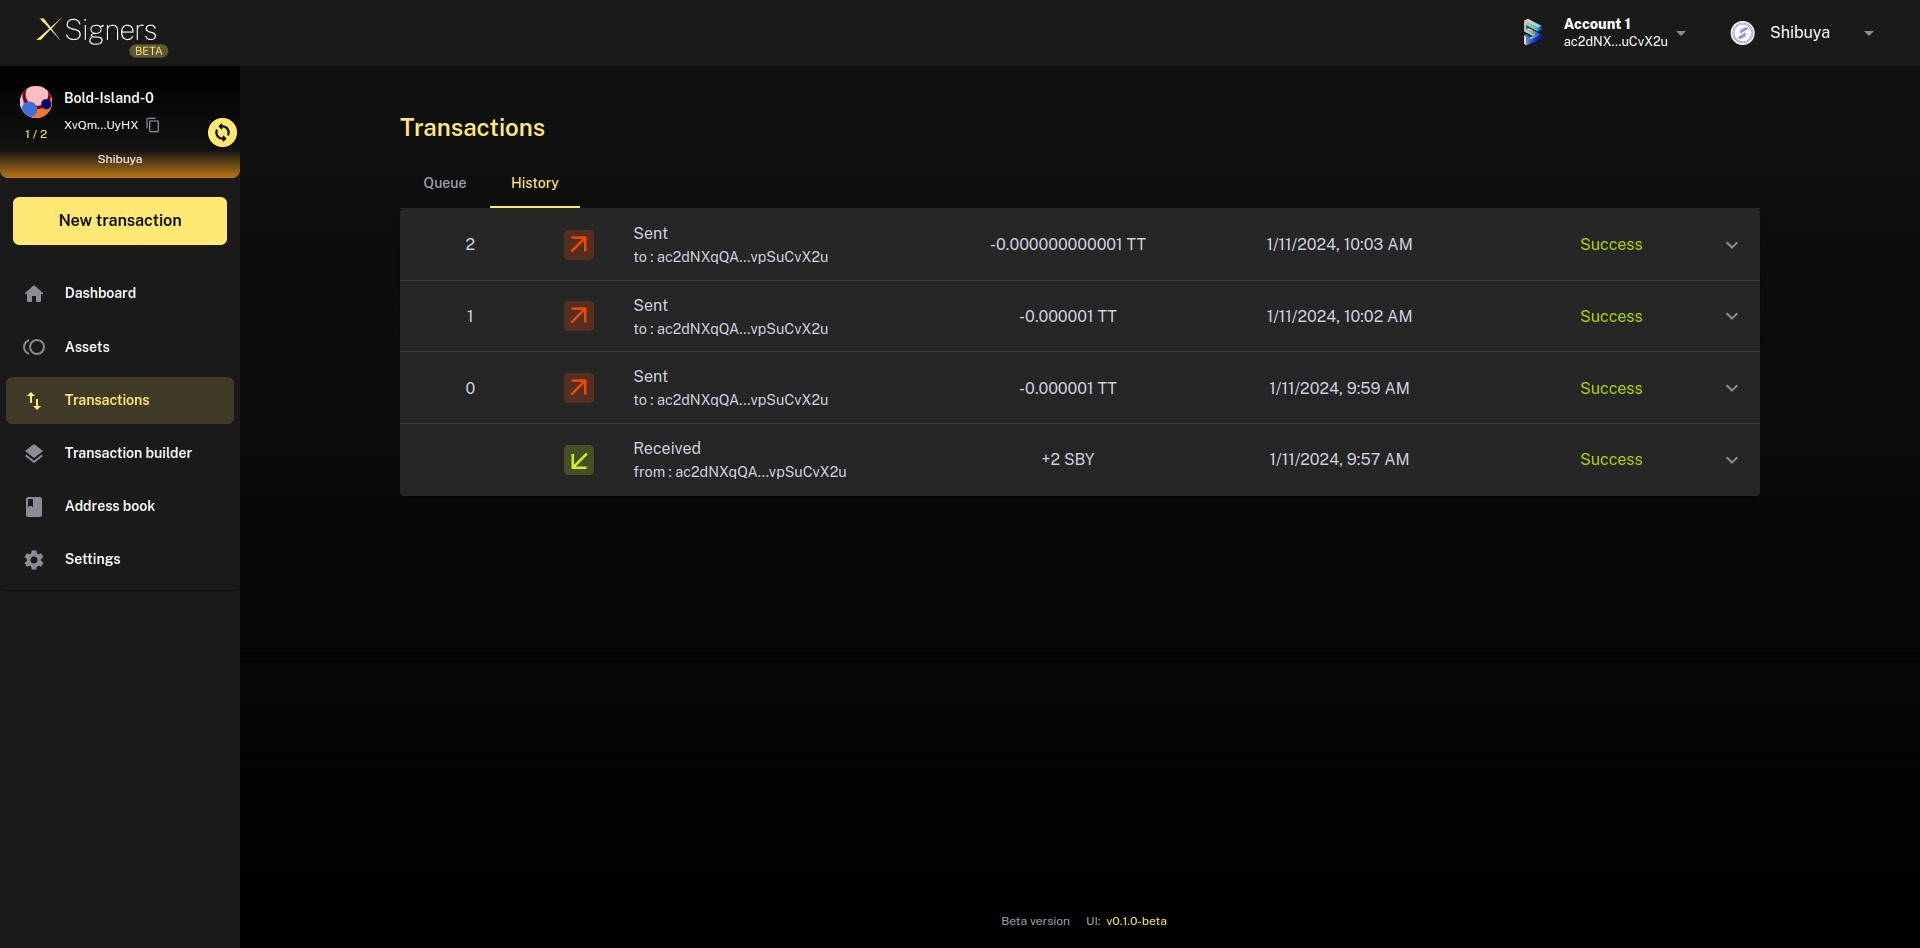 XSigners
BETA
Account 1
ac2dNX...uCvX2u
Shibuya
Bold-Island-0
XvQm...UyHX
1 / 2
Shibuya
New transaction
Dashboard
Assets
Transactions
Transaction builder
Address book
Settings
Transactions
Queue History
2 Sent -0.000000000001 TT 1/11/2024, 10:03 AM Success
to : ac2dNXqQA...vpSuCvX2u
1 Sent -0.000001 TT 1/11/2024, 10:02 AM Success
to : ac2dNXqQA...vpSuCvX2u
0 Sent -0.000001 TT 1/11/2024, 9:59 AM Success
to : ac2dNXqQA...vpSuCvX2u
Received +2 SBY 1/11/2024, 9:57 AM Success
from : ac2dNXqQA...vpSuCvX2u
Beta version UI: v0.1.0-beta